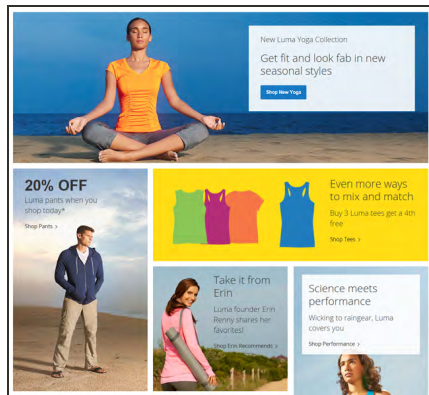 New Luma Yoga Collection
Get fit and look fab in new
seasonal styles
Shop New Yoga
20% OFF
Luma pants when you
shop today*
Shop Pants >
Even more ways
to mix and match
Buy 3 Luma tees get a 4th
free
Shop Tees >
Take it from
Erin
Luma founder Erin
Renny shares her
favorites!
Shop Erin Recommends >
Science meets
performance
Wicking to raingear, Luma
covers you
Shop Performance >